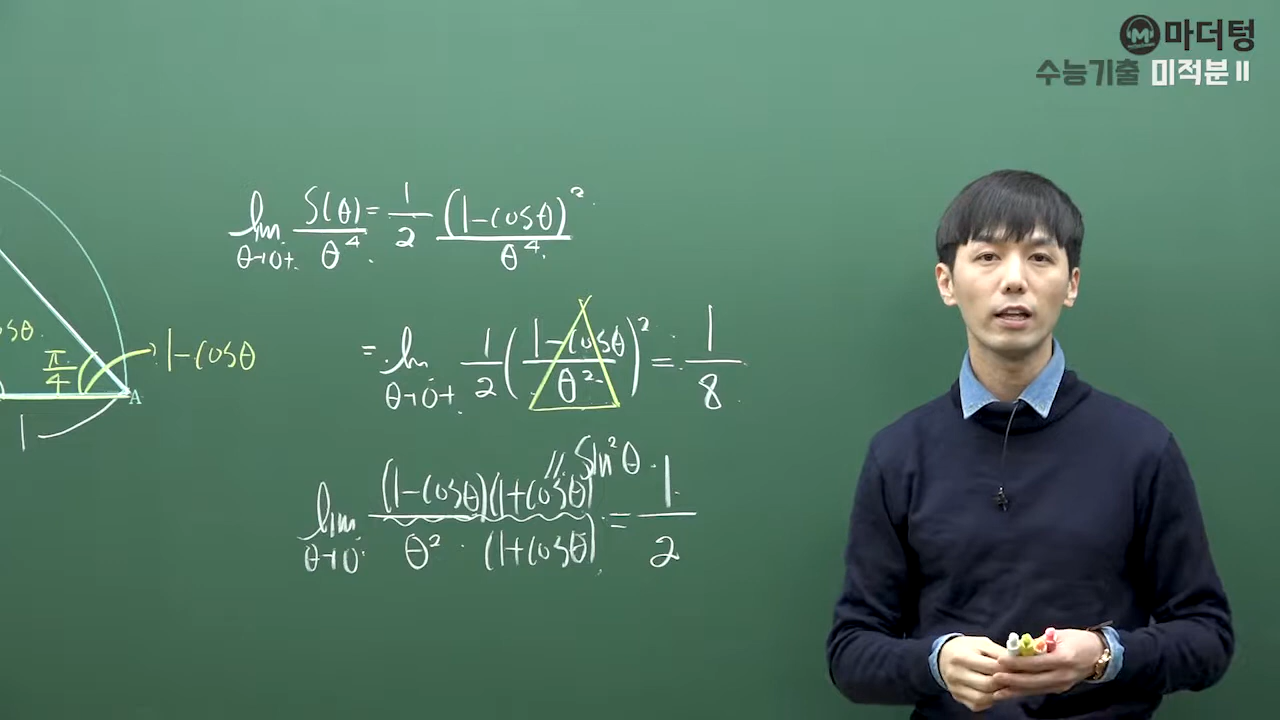 마더텅
수능기출 미적분 II
lim θ→0+ S(θ)/θ⁴ = 1/2 (1-cosθ)²/θ⁴
= lim θ→0+ 1/2 ((1-cosθ)/θ²)² = 1/8
osθ
π/4
1-cosθ
A
1
// sin²θ
lim θ→0 (1-cosθ)(1+cosθ)/θ²·(1+cosθ) = 1/2